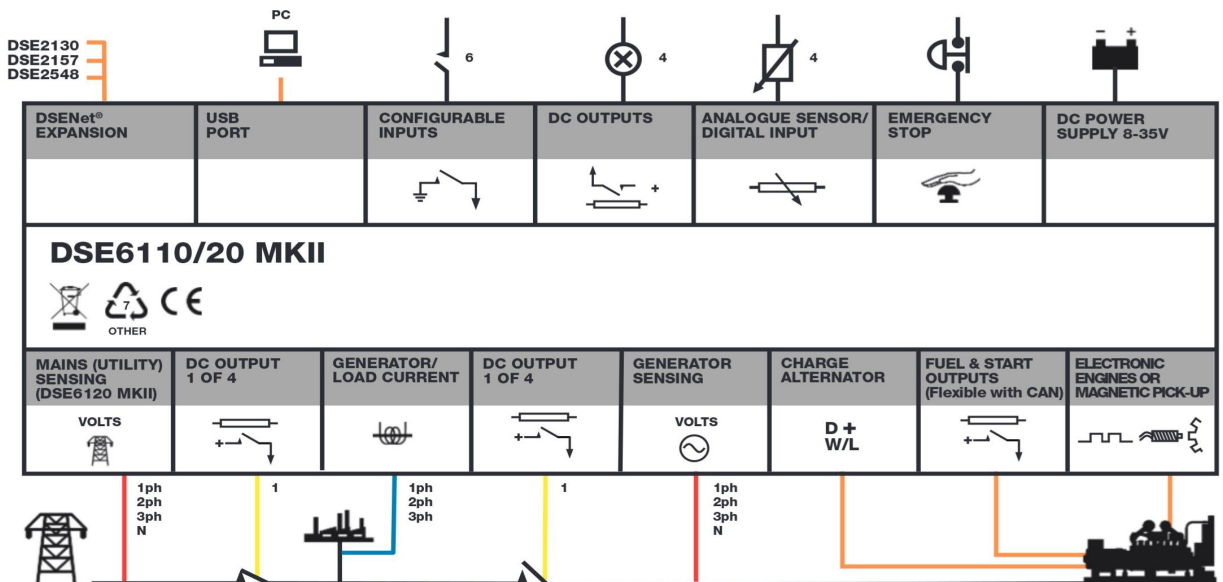 PC
DSE2130
DSE2157
DSE2548
6
4
4
- +
DSENet®
EXPANSION
USB
PORT
CONFIGURABLE
INPUTS
DC OUTPUTS
ANALOGUE SENSOR/
DIGITAL INPUT
EMERGENCY
STOP
DC POWER
SUPPLY 8-35V
+
DSE6110/20 MKII
7
CE
OTHER
MAINS (UTILITY)
SENSING
(DSE6120 MKII)
VOLTS
DC OUTPUT
1 OF 4
+
GENERATOR/
LOAD CURRENT
DC OUTPUT
1 OF 4
+
GENERATOR
SENSING
VOLTS
CHARGE
ALTERNATOR
D +
W/L
FUEL & START
OUTPUTS
(Flexible with CAN)
+
ELECTRONIC
ENGINES OR
MAGNETIC PICK-UP
1ph
2ph
3ph
N
1
1ph
2ph
3ph
1
1ph
2ph
3ph
N